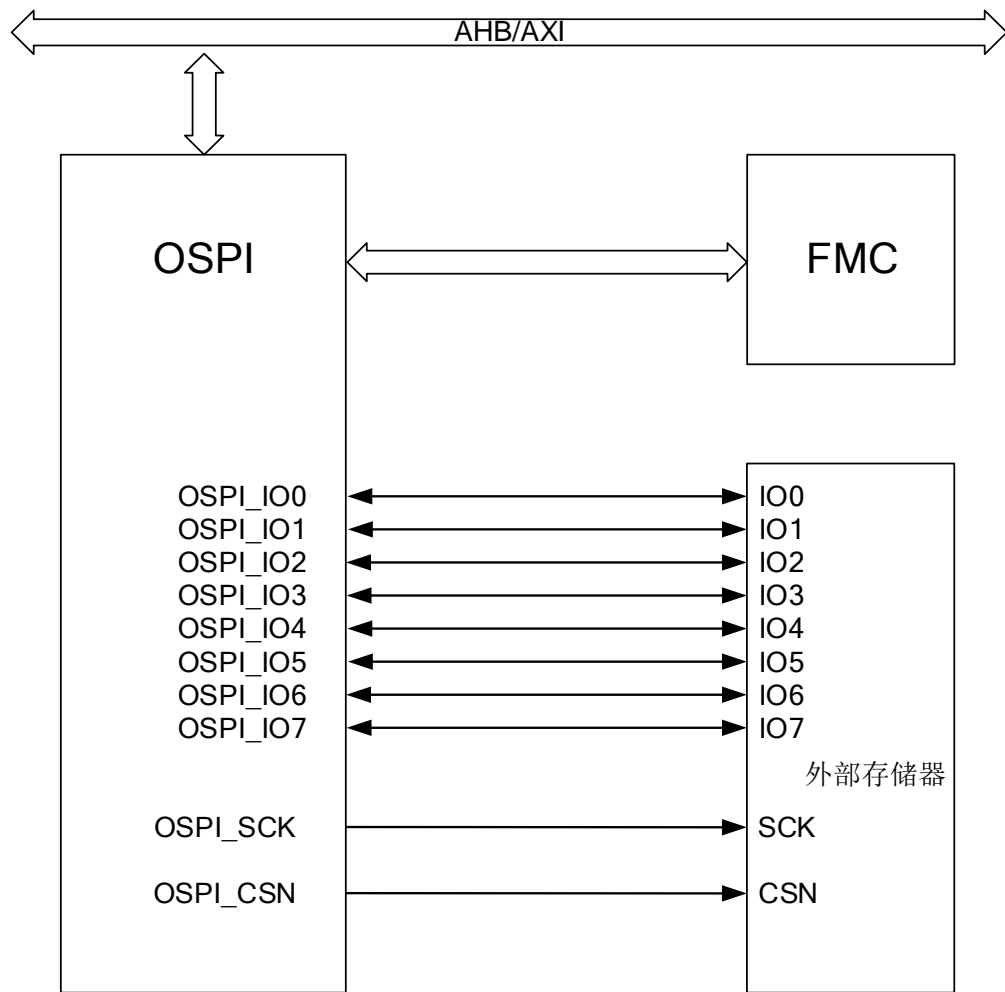 AHB/AXI
OSPI
FMC
OSPI_IO0 IO0
OSPI_IO1 IO1
OSPI_IO2 IO2
OSPI_IO3 IO3
OSPI_IO4 IO4
OSPI_IO5 IO5
OSPI_IO6 IO6
OSPI_IO7 IO7
外部存储器
OSPI_SCK SCK
OSPI_CSN CSN